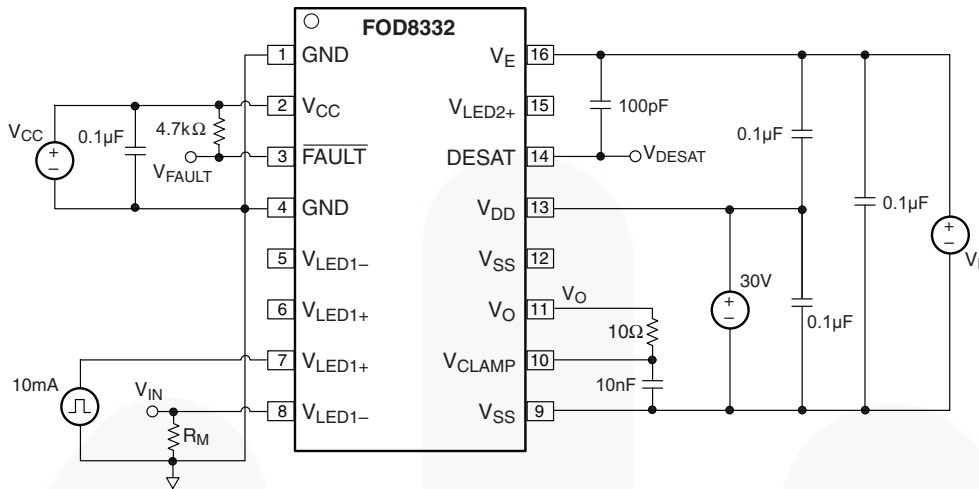 FOD8332
1 GND
2 VCC
3 FAULT
4 GND
5 VLED1–
6 VLED1+
7 VLED1+
8 VLED1–
VE 16
VLED2+ 15
DESAT 14
VDD 13
VSS 12
VO 11
VCLAMP 10
VSS 9
VCC
+
–
0.1µF
4.7kΩ
VFAULT
10mA
VIN
RM
100pF
VDESAT
0.1µF
0.1µF
30V
+
–
0.1µF
VO
10Ω
10nF
+
–